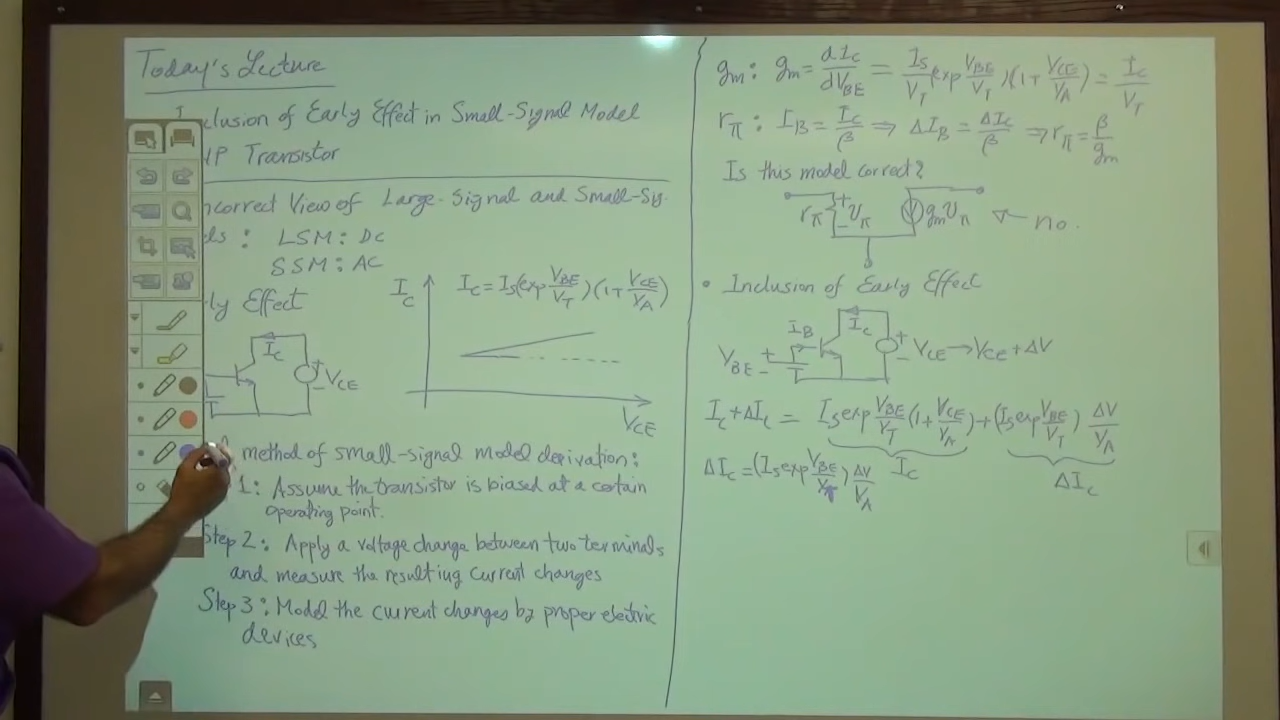 Today's Lecture
Inclusion of Early Effect in Small-Signal Model
NP Transistor
ncorrect View of Large-Signal and Small-Sig.
els : LSM : DC
SSM : AC
ly Effect
I_C
I_C = I_S(exp V_BE/V_T)(1+V_CE/V_A)
I_C
V_CE
V_CE
method of small-signal model derivation:
1: Assume the transistor is biased at a certain
operating point.
Step 2: Apply a voltage change between two terminals
and measure the resulting current changes
Step 3: Model the current changes by proper electric
devices
g_m: g_m = dI_C/dV_BE = I_S/V_T (exp V_BE/V_T)(1+V_CE/V_A) = I_C/V_T
r_π : I_B = I_C/β ⇒ ΔI_B = ΔI_C/β ⇒ r_π = β/g_m
Is this model correct?
r_π + v_π - g_m v_π ← no.
• Inclusion of Early Effect
I_B I_C
V_BE + - + - V_CE → V_CE + ΔV
I_C + ΔI_C = I_S exp V_BE/V_T (1+V_CE/V_A) + (I_S exp V_BE/V_T) ΔV/V_A
I_C ΔI_C
ΔI_C = (I_S exp V_BE/V_T) ΔV/V_A